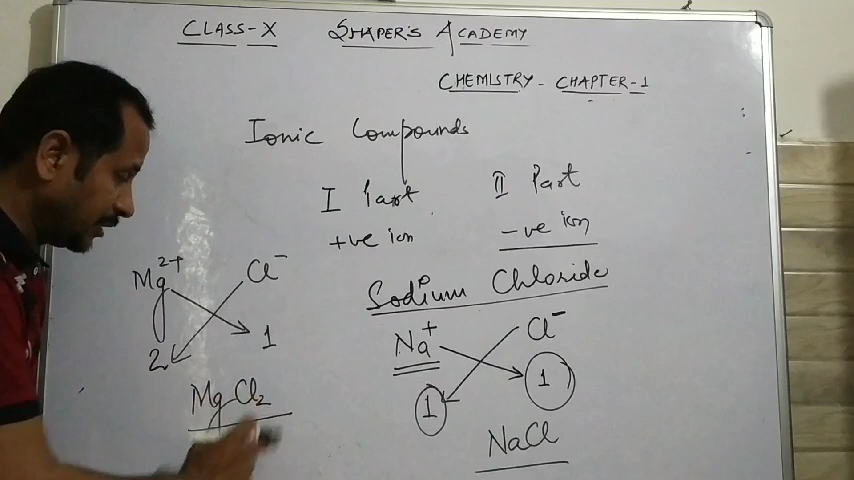 CLASS-X SHAPER'S ACADEMY
CHEMISTRY - CHAPTER-1
Ionic Compounds
I Part II Part
+ve ion -ve ion
Sodium Chloride
Mg2+ Cl-
2 1
MgCl2
Na+ Cl-
1 1
NaCl